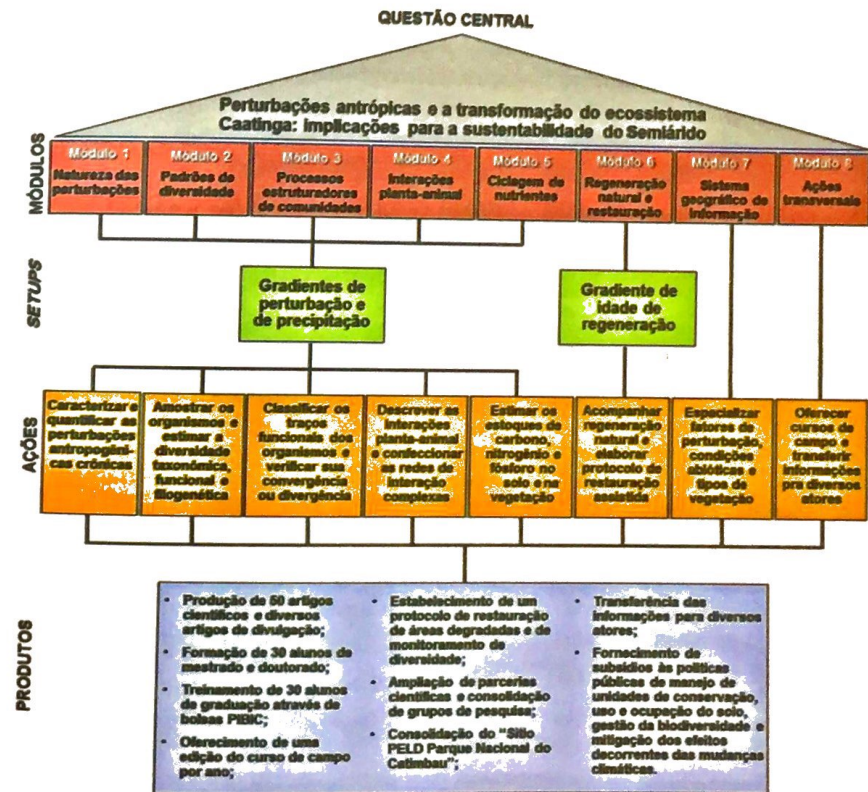 QUESTÃO CENTRAL
Perturbações antrópicas e a transformação do ecossistema
Caatinga: implicações para a sustentabilidade do Semiárido
MÓDULOS
Módulo 1
Natureza das
perturbações
Módulo 2
Padrões de
diversidade
Módulo 3
Processos
estruturadores
de comunidades
Módulo 4
Interações
planta-animal
Módulo 5
Ciclagem de
nutrientes
Módulo 6
Regeneração
natural e
restauração
Módulo 7
Sistema
geográfico de
informação
Módulo 8
Ações
transversais
SETUPS
Gradientes de
perturbação e
de precipitação
Gradiente de
idade de
regeneração
AÇÕES
Caracterizar e
quantificar as
perturbações
antropogêni-
cas crônicas
Amostrar os
organismos e
estimar a
diversidade
taxonômica,
funcional e
filogenética
Classificar os
traços
funcionais dos
organismos e
verificar sua
convergência
ou divergência
Descrever as
interações
planta-animal
e confeccionar
as redes de
interação
complexas
Estimar os
estoques de
carbono,
nitrogênio e
fósforo no
solo e na
vegetação
Acompanhar
regeneração
natural e
elaborar
protocolo de
restauração
assistida
Espacializar
fatores de
perturbação,
condições
abióticas e
tipos de
vegetação
Oferecer
cursos de
campo e
transferir
informações
pra diversos
atores
PRODUTOS
• Produção de 50 artigos
científicos e diversos
artigos de divulgação;
• Formação de 30 alunos de
mestrado e doutorado;
• Treinamento de 30 alunos
de graduação através de
bolsas PIBIC;
• Oferecimento de uma
edição do curso de campo
por ano;
• Estabelecimento de um
protocolo de restauração
de áreas degradadas e de
monitoramento de
diversidade;
• Ampliação de parcerias
científicas e consolidação
de grupos de pesquisa;
• Consolidação do "Sítio
PELD Parque Nacional do
Catimbau";
• Transferência das
informações para diversos
atores;
• Fornecimento de
subsídios às políticas
públicas de manejo de
unidades de conservação,
uso e ocupação do solo,
gestão da biodiversidade e
mitigação dos efeitos
decorrentes das mudanças
climáticas.